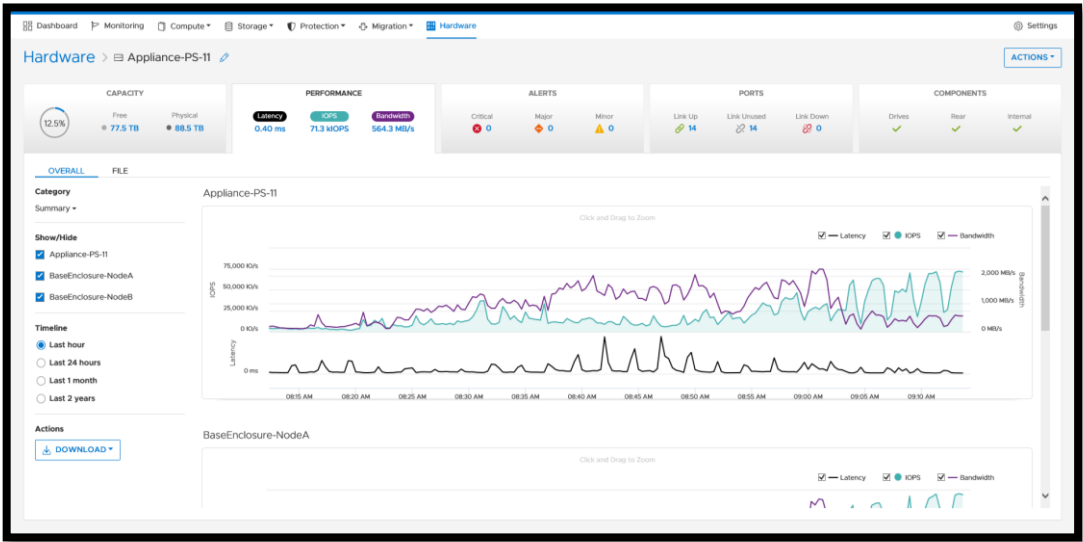 Dashboard Monitoring Compute Storage Protection Migration Hardware Settings
Hardware > Appliance-PS-11
ACTIONS
CAPACITY PERFORMANCE ALERTS PORTS COMPONENTS
12.5%
Free Physical
77.5 TB 88.5 TB
Latency IOPS Bandwidth
0.40 ms 71.3 kIOPS 564.3 MB/s
Critical Major Minor
0 0 0
Link Up Link Unused Link Down
14 14 0
Drives Rear Internal
OVERALL FILE
Category
Summary
Show/Hide
Appliance-PS-11
BaseEnclosure-NodeA
BaseEnclosure-NodeB
Timeline
Last hour
Last 24 hours
Last 1 month
Last 2 years
Actions
DOWNLOAD
Appliance-PS-11
Click and Drag to Zoom
Latency IOPS Bandwidth
IOPS
75,000 IO/s
50,000 IO/s
25,000 IO/s
0 IO/s
Bandwidth
2,000 MB/s
1,000 MB/s
0 MB/s
Latency
0 ms
08:15 AM 08:20 AM 08:25 AM 08:30 AM 08:35 AM 08:40 AM 08:45 AM 08:50 AM 08:55 AM 09:00 AM 09:05 AM 09:10 AM
BaseEnclosure-NodeA
Click and Drag to Zoom
Latency IOPS Bandwidth